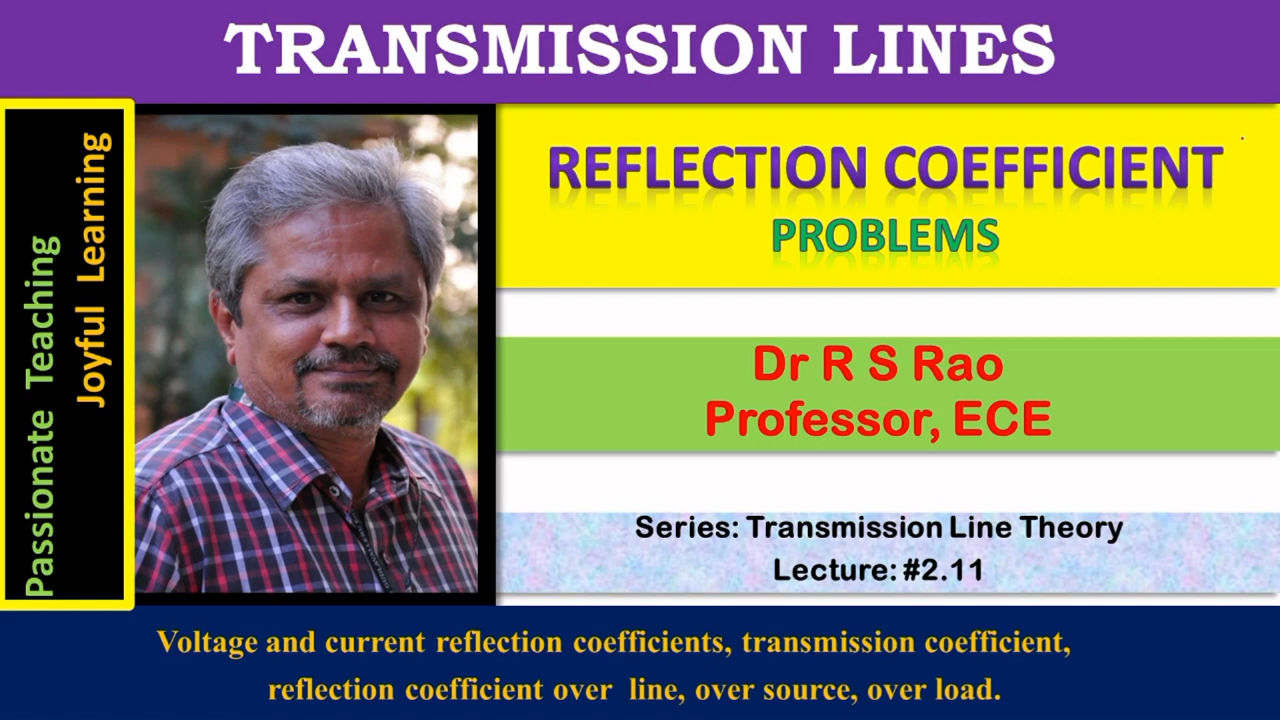 TRANSMISSION LINES
Passionate Teaching
Joyful Learning
REFLECTION COEFFICIENT
PROBLEMS
Dr R S Rao
Professor, ECE
Series: Transmission Line Theory
Lecture: #2.11
Voltage and current reflection coefficients, transmission coefficient,
reflection coefficient over line, over source, over load.